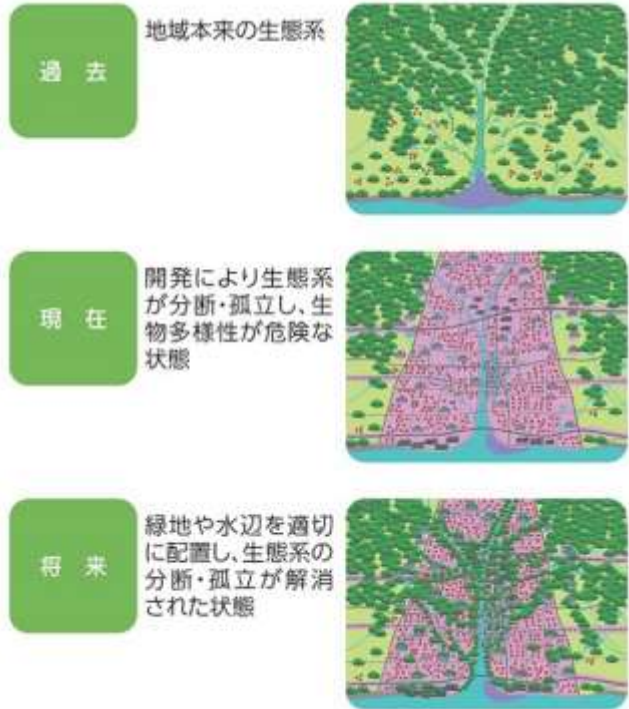 過 去
地域本来の生態系
現 在
開発により生態系
が分断・孤立し、生
物多様性が危険な
状態
将 来
緑地や水辺を適切
に配置し、生態系の
分断・孤立が解消
された状態